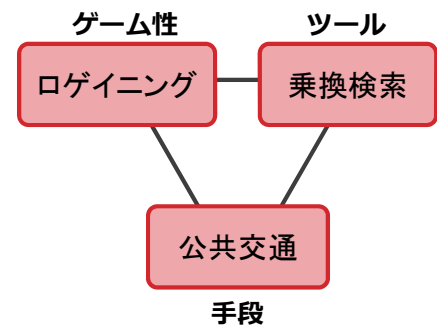 ゲーム性
ツール
ロゲイニング
乗換検索
公共交通
手段